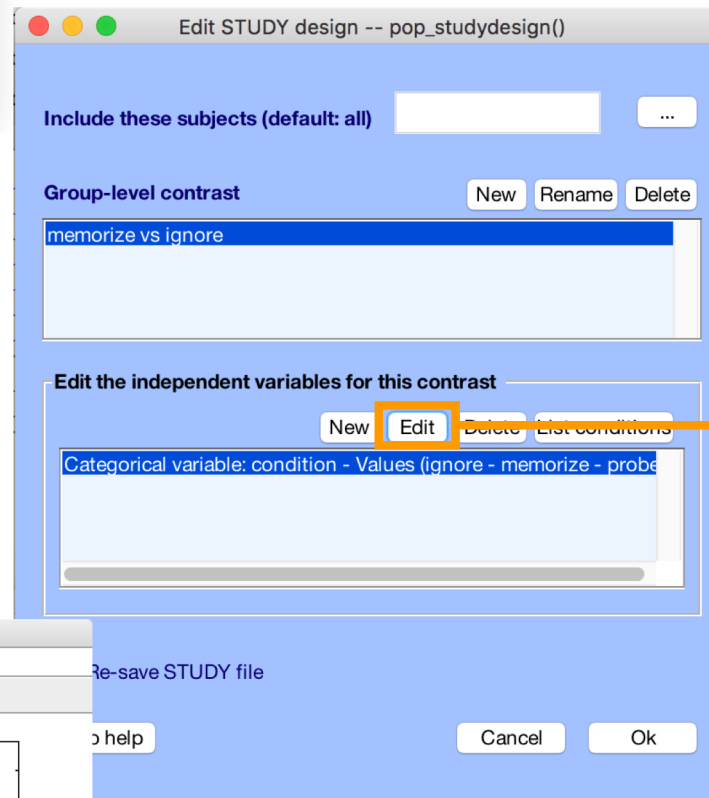 Edit STUDY design -- pop_studydesign()
Include these subjects (default: all)
...
Group-level contrast
New Rename Delete
memorize vs ignore
Edit the independent variables for this contrast
New Edit Delete List conditions
Categorical variable: condition - Values (ignore - memorize - probe
Re-save STUDY file
help
Cancel Ok